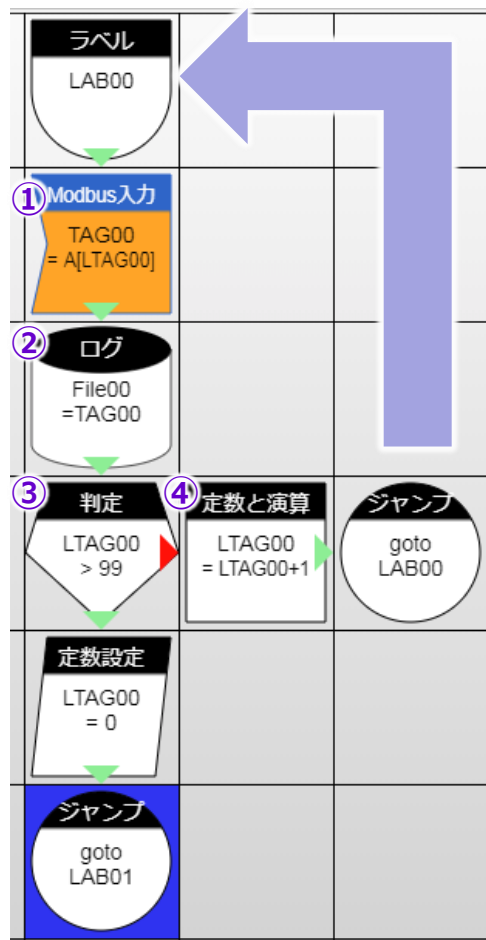 ラベル
LAB00
①
Modbus入力
TAG00
= A[LTAG00]
②
ログ
File00
=TAG00
③
判定
LTAG00
> 99
④
定数と演算
LTAG00
= LTAG00+1
ジャンプ
goto
LAB00
定数設定
LTAG00
= 0
ジャンプ
goto
LAB01